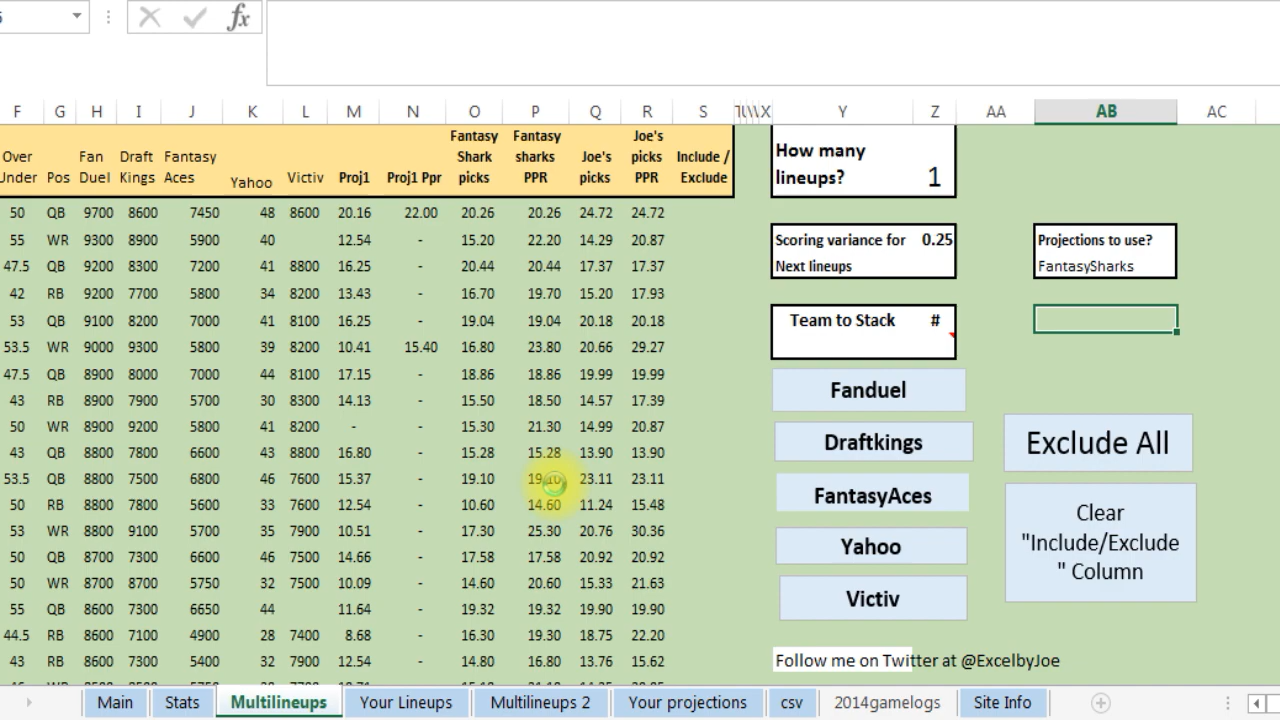 fx
F G H I J K L M N O P Q R S X Y Z AA AB AC
Over Under Pos Fan Duel Draft Kings Fantasy Aces Yahoo Victiv Proj1 Proj1 Ppr Fantasy Shark picks Fantasy sharks PPR Joe's picks Joe's picks PPR Include / Exclude
50 QB 9700 8600 7450 48 8600 20.16 22.00 20.26 20.26 24.72 24.72
55 WR 9300 8900 5900 40 12.54 - 15.20 22.20 14.29 20.87
47.5 QB 9200 8300 7200 41 8800 16.25 - 20.44 20.44 17.37 17.37
42 RB 9200 7700 5800 34 8200 13.43 - 16.70 19.70 15.20 17.93
53 QB 9100 8200 7000 41 8100 16.25 - 19.04 19.04 20.18 20.18
53.5 WR 9000 9300 5800 39 8200 10.41 15.40 16.80 23.80 20.66 29.27
47.5 QB 8900 8000 7000 44 8100 17.15 - 18.86 18.86 19.99 19.99
43 RB 8900 7900 5700 30 8300 14.13 - 15.50 18.50 14.57 17.39
50 WR 8900 9200 5800 41 8200 - - 15.30 21.30 14.99 20.87
43 QB 8800 7800 6600 43 8800 16.80 - 15.28 15.28 13.90 13.90
53.5 QB 8800 7500 6800 46 7600 15.37 - 19.10 19.10 23.11 23.11
50 RB 8800 7800 5600 33 7600 12.54 - 10.60 14.60 11.24 15.48
53 WR 8800 9100 5700 35 7900 10.51 - 17.30 25.30 20.76 30.36
50 QB 8700 7300 6600 46 7500 14.66 - 17.58 17.58 20.92 20.92
50 WR 8700 8700 5750 32 7500 10.09 - 14.60 20.60 15.33 21.63
55 QB 8600 7300 6650 44 11.64 - 19.32 19.32 19.90 19.90
44.5 RB 8600 7100 4900 28 7400 8.68 - 16.30 19.30 18.75 22.20
43 RB 8600 7300 5400 32 7900 12.54 - 14.80 16.80 13.76 15.62
How many
lineups? 1
Scoring variance for 0.25
Next lineups
Projections to use?
FantasySharks
Team to Stack #
Fanduel
Draftkings
FantasyAces
Yahoo
Victiv
Exclude All
Clear
"Include/Exclude
" Column
Follow me on Twitter at @ExcelbyJoe
Main Stats Multilineups Your Lineups Multilineups 2 Your projections csv 2014gamelogs Site Info